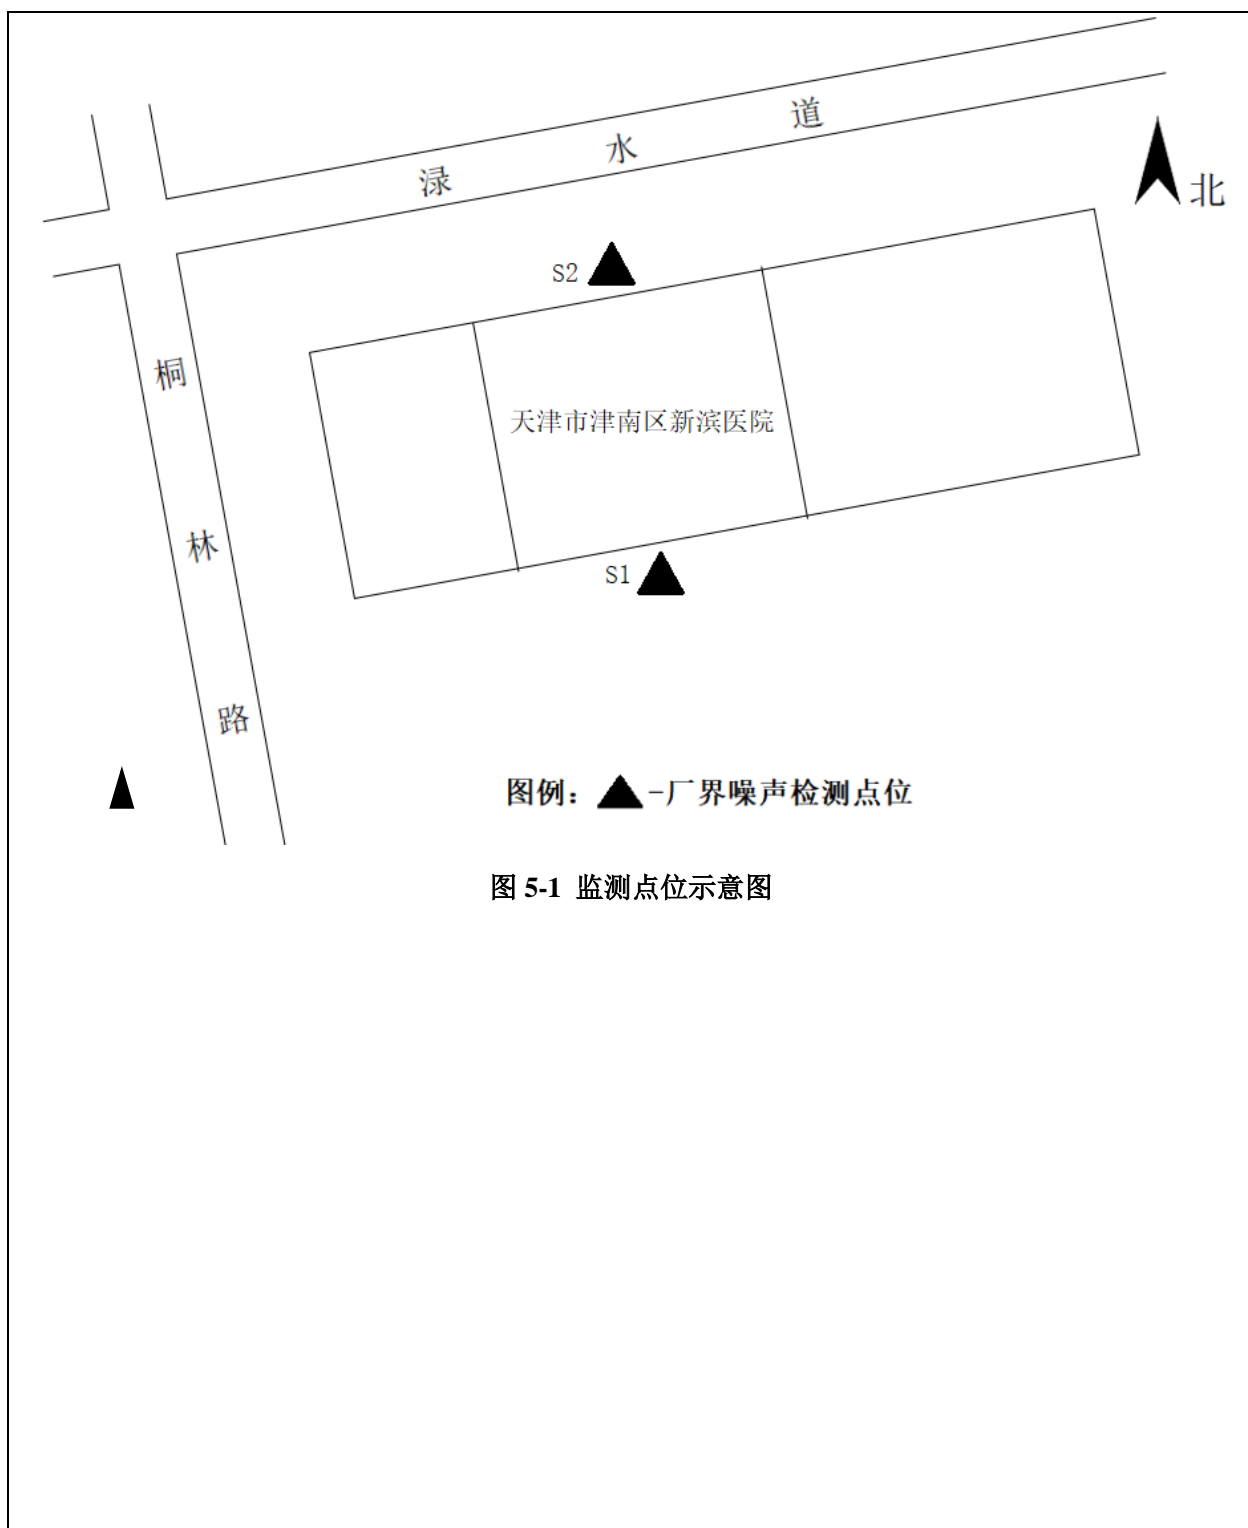 渌水道
北
S2
桐林路
天津市津南区新滨医院
S1
图例：▲-厂界噪声检测点位
图 5-1 监测点位示意图